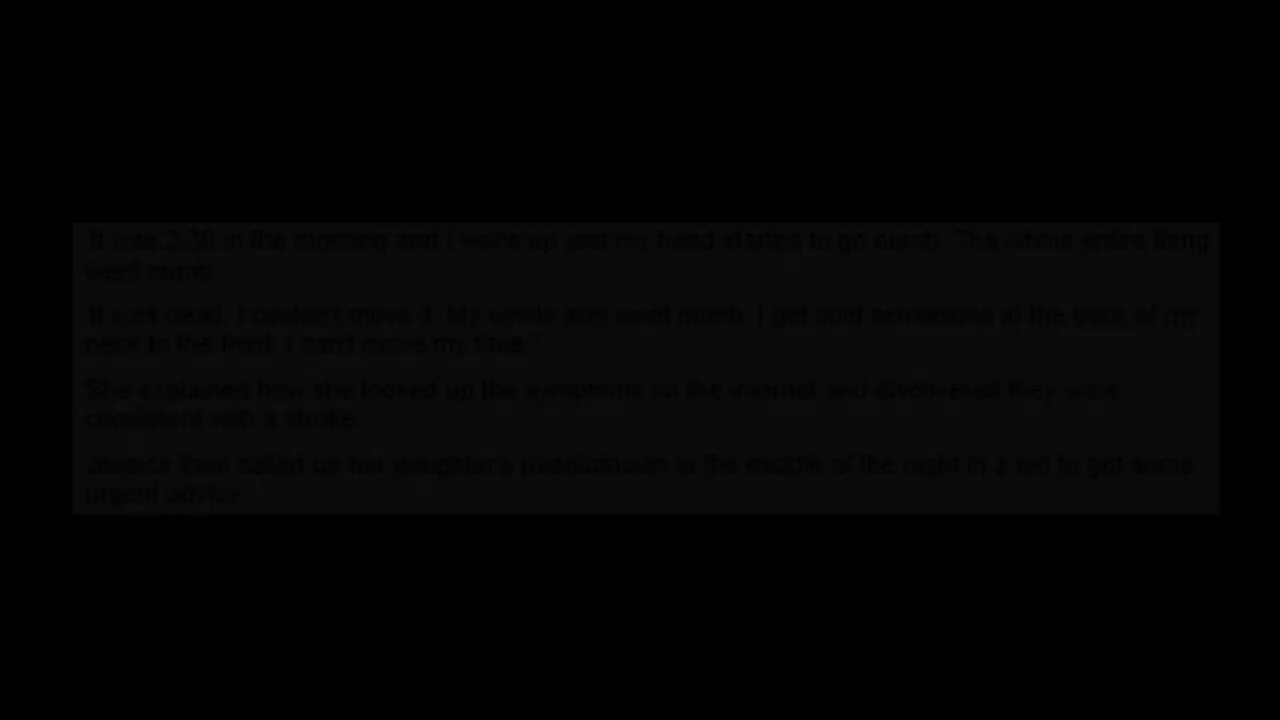 'It was 2.30 in the morning and I woke up and my hand started to go numb. The whole entire thing
went numb.
'It was dead. I couldn't move it. My whole arm went numb. I get cold sensations in the back of my
neck to the front. I can't move my face.'
She explained how she looked up the symptoms on the internet and discovered they were
consistent with a stroke.
Jessica then called up her daughter's paediatrician in the middle of the night in a bid to get some
urgent advice.